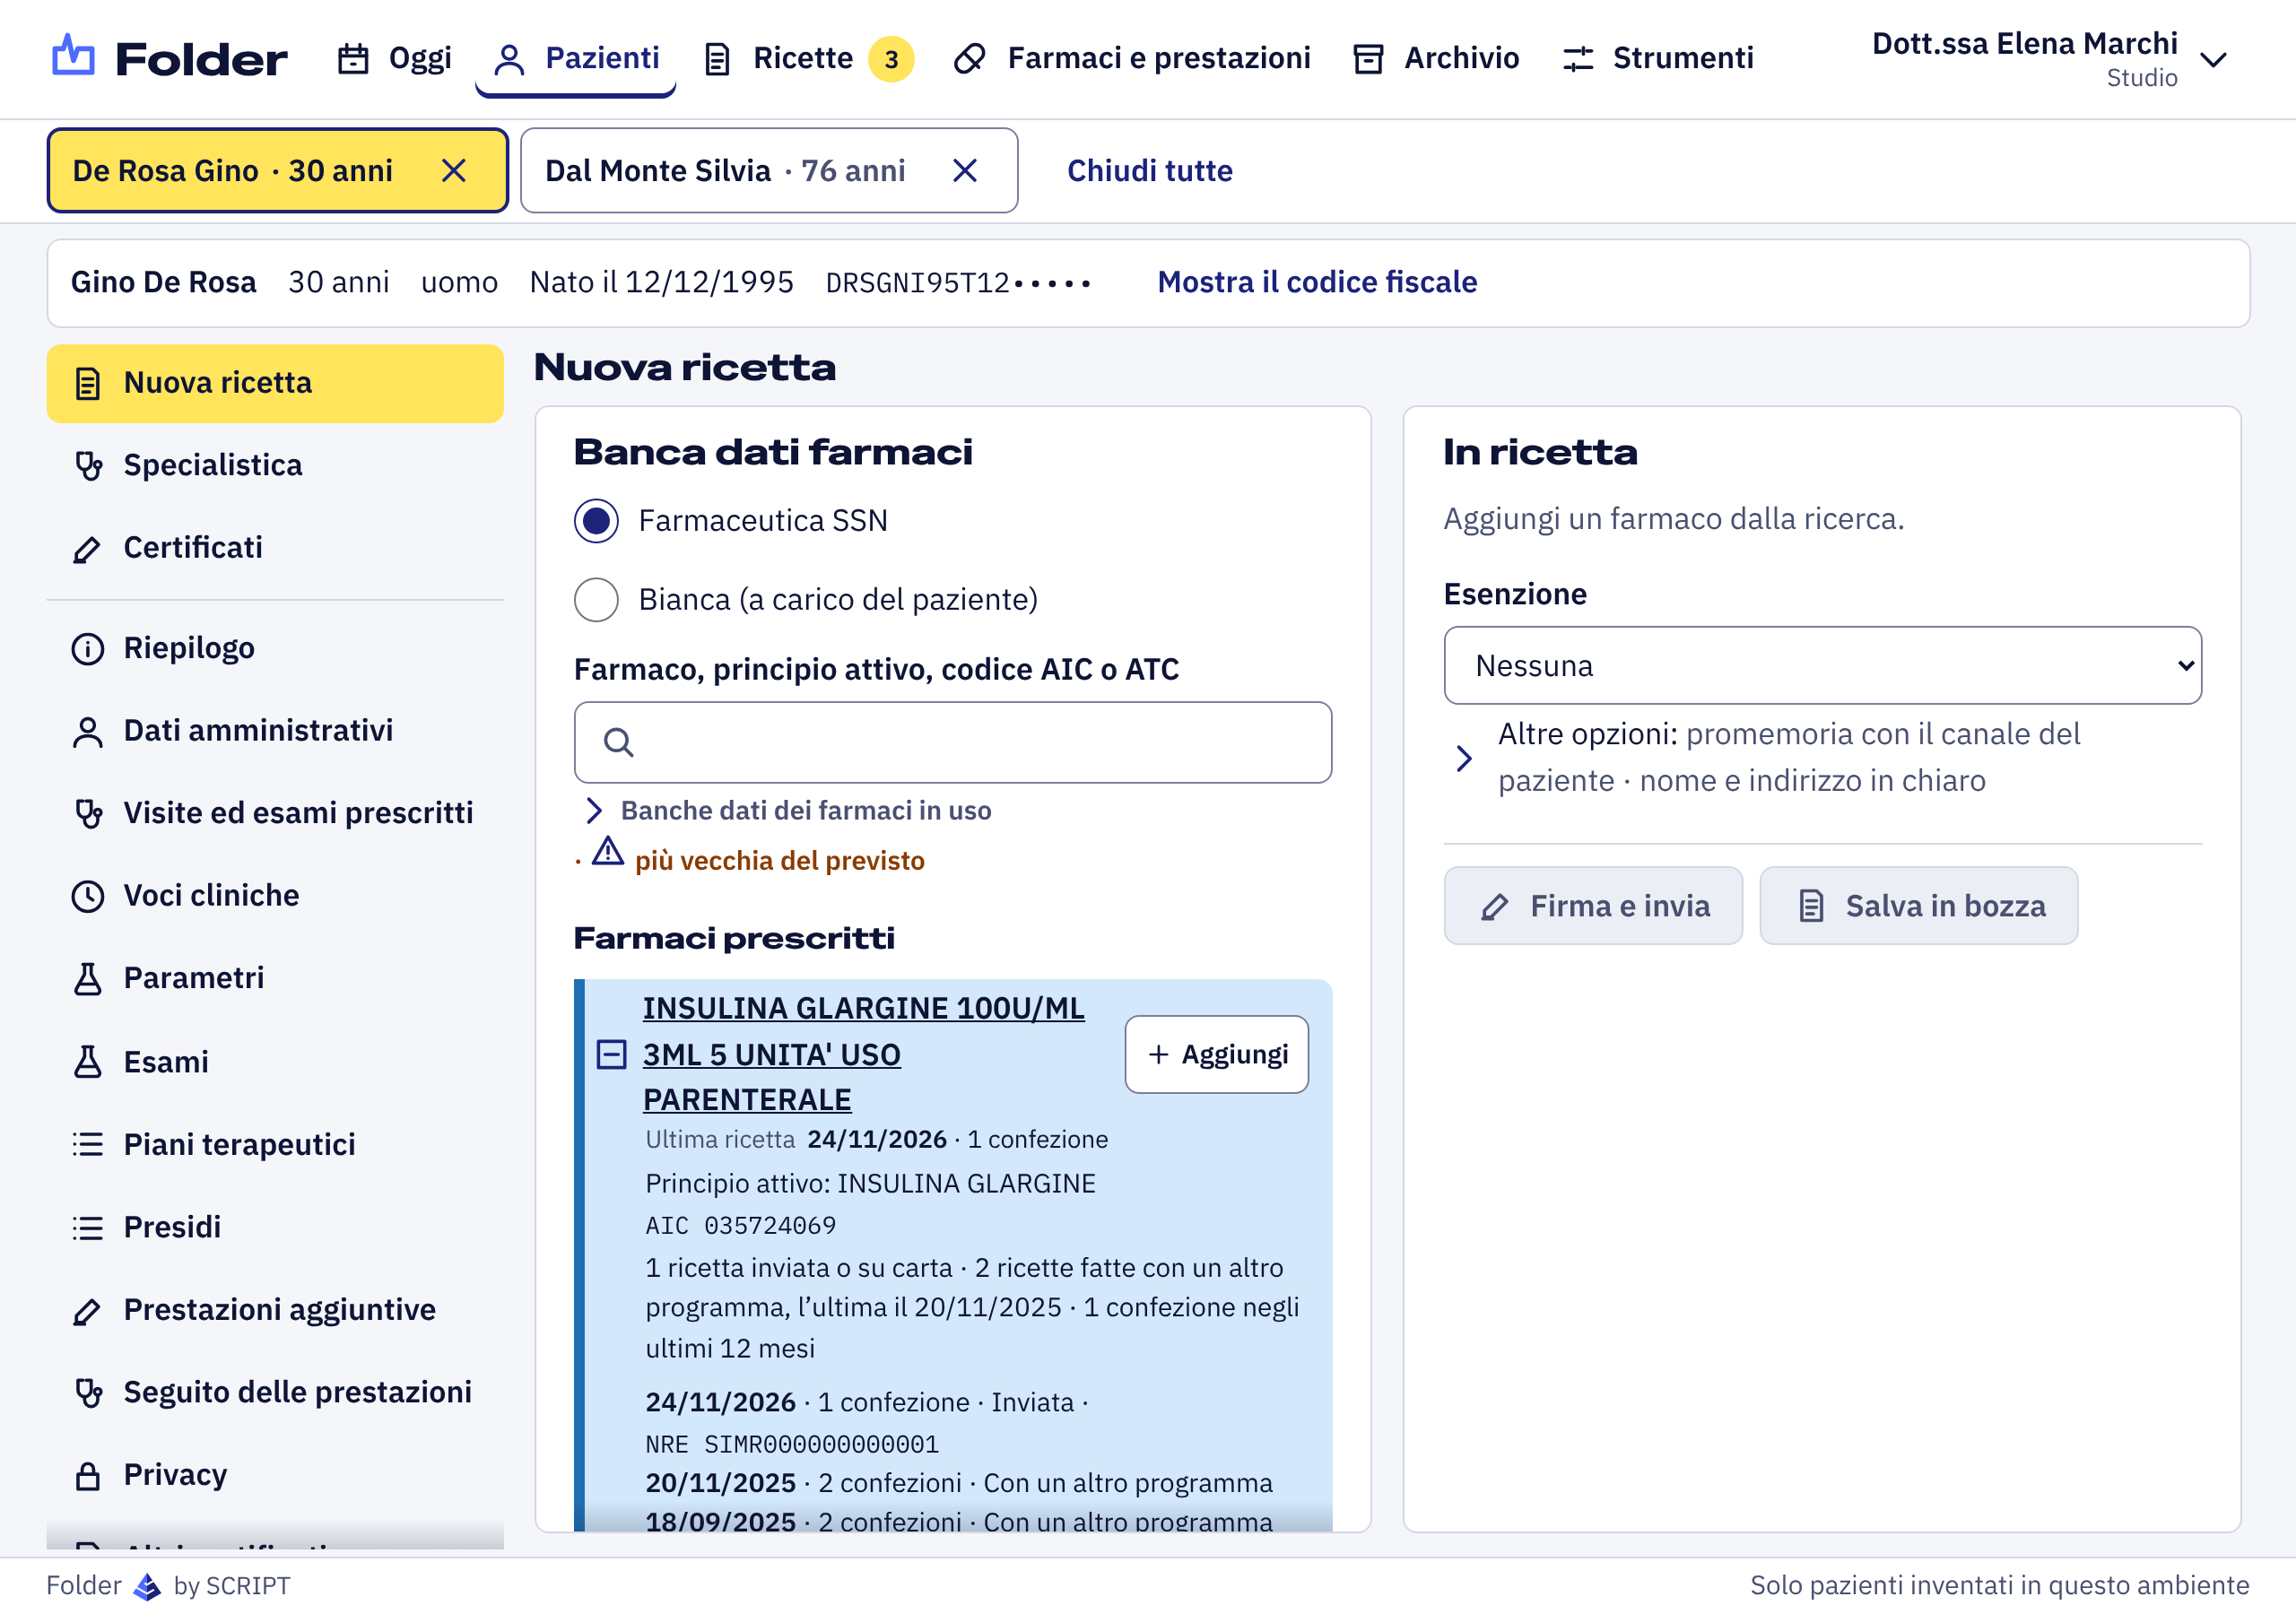 Folder
Oggi
Pazienti
Ricette 3
Farmaci e prestazioni
Archivio
Strumenti
Dott.ssa Elena Marchi
Studio
De Rosa Gino · 30 anni
Dal Monte Silvia · 76 anni
Chiudi tutte
Gino De Rosa 30 anni uomo Nato il 12/12/1995 DRSGNI95T12••••• Mostra il codice fiscale
Nuova ricetta
Specialistica
Certificati
Riepilogo
Dati amministrativi
Visite ed esami prescritti
Voci cliniche
Parametri
Esami
Piani terapeutici
Presidi
Prestazioni aggiuntive
Seguito delle prestazioni
Privacy
Nuova ricetta
Banca dati farmaci
Farmaceutica SSN
Bianca (a carico del paziente)
Farmaco, principio attivo, codice AIC o ATC
Banche dati dei farmaci in uso
· più vecchia del previsto
Farmaci prescritti
INSULINA GLARGINE 100U/ML
3ML 5 UNITA' USO
PARENTERALE
+ Aggiungi
Ultima ricetta 24/11/2026 · 1 confezione
Principio attivo: INSULINA GLARGINE
AIC 035724069
1 ricetta inviata o su carta · 2 ricette fatte con un altro
programma, l’ultima il 20/11/2025 · 1 confezione negli
ultimi 12 mesi
24/11/2026 · 1 confezione · Inviata ·
NRE SIMR000000000001
20/11/2025 · 2 confezioni · Con un altro programma
18/09/2025 · 2 confezioni · Con un altro programma
In ricetta
Aggiungi un farmaco dalla ricerca.
Esenzione
Nessuna
Altre opzioni: promemoria con il canale del
paziente · nome e indirizzo in chiaro
Firma e invia
Salva in bozza
Folder by SCRIPT
Solo pazienti inventati in questo ambiente